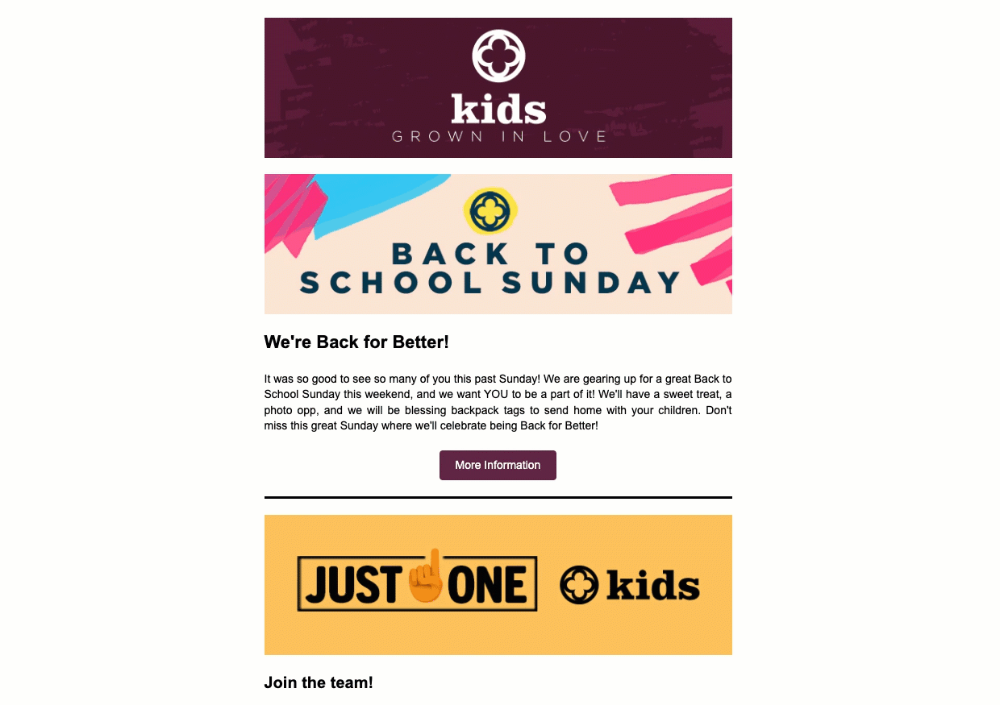 kids
GROWN IN LOVE
BACK TO
SCHOOL SUNDAY
We're Back for Better!
It was so good to see so many of you this past Sunday! We are gearing up for a great Back to
School Sunday this weekend, and we want YOU to be a part of it! We'll have a sweet treat, a
photo opp, and we will be blessing backpack tags to send home with your children. Don't
miss this great Sunday where we'll celebrate being Back for Better!
More Information
JUST ONE kids
Join the team!